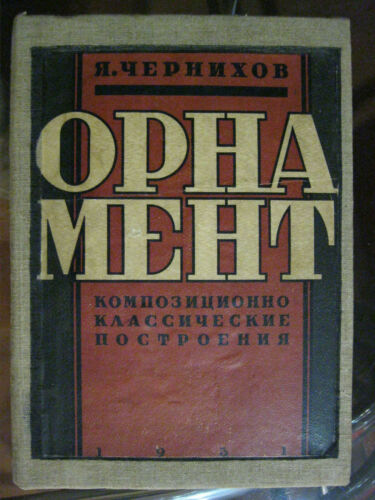 Я.ЧЕРНИХОВ
ОРНА
МЕНТ
КОМПОЗИЦИОННО
КЛАССИЧЕСКИЕ
ПОСТРОЕНИЯ
1931